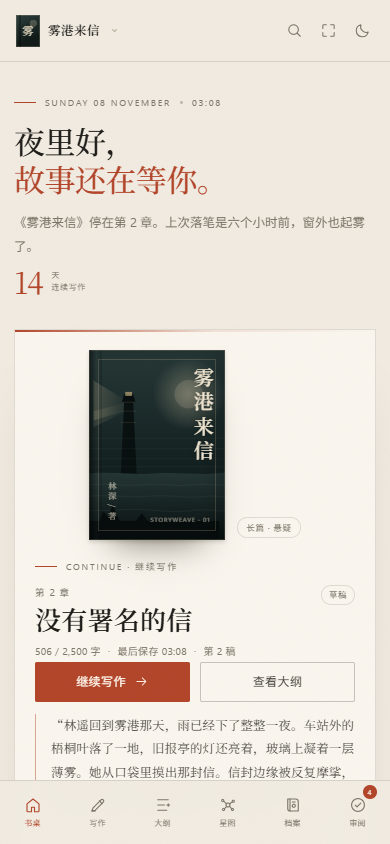 雾
雾港来信
SUNDAY 08 NOVEMBER • 03:08
夜里好，
故事还在等你。
《雾港来信》停在第 2 章。上次落笔是六个小时前，窗外也起雾
了。
14 天
连续写作
雾港来信
林深 / 著
STORYWEAVE · 01
长篇 · 悬疑
CONTINUE · 继续写作
第 2 章
草稿
没有署名的信
506 / 2,500 字 · 最后保存 03:08 · 第 2 稿
继续写作 →
查看大纲
“林遥回到雾港那天，雨已经下了整整一夜。车站外的
梧桐叶落了一地，旧报亭的灯还亮着，玻璃上凝着一层
薄雾。她从口袋里摸出那封信。信封边缘被反复摩挲，
4
书桌
写作
大纲
星图
档案
审阅